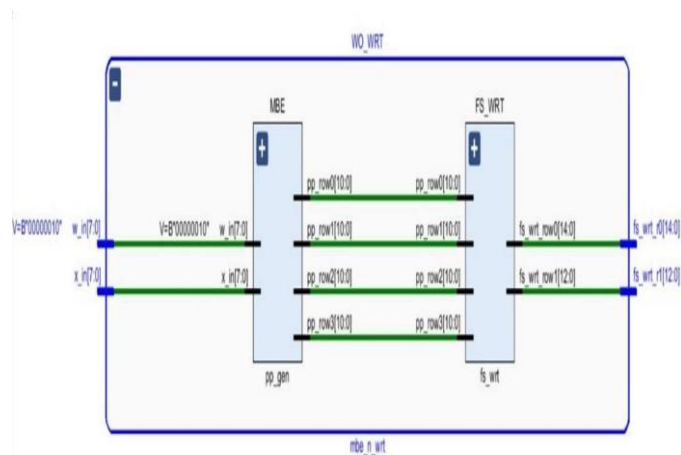 WO_WRT
MBE FS_WRT
pp_row0[10:0] pp_row0[10:0]
V=B"00000010" w_in[7:0] V=B"00000010" w_in[7:0] pp_row1[10:0] pp_row1[10:0] fs_wrt_row0[14:0] fs_wrt_r0[14:0]
x_in[7:0] x_in[7:0] pp_row2[10:0] pp_row2[10:0] fs_wrt_row1[12:0] fs_wrt_r1[12:0]
pp_row3[10:0] pp_row3[10:0]
pp_gen fs_wrt
mbe_n_wrt